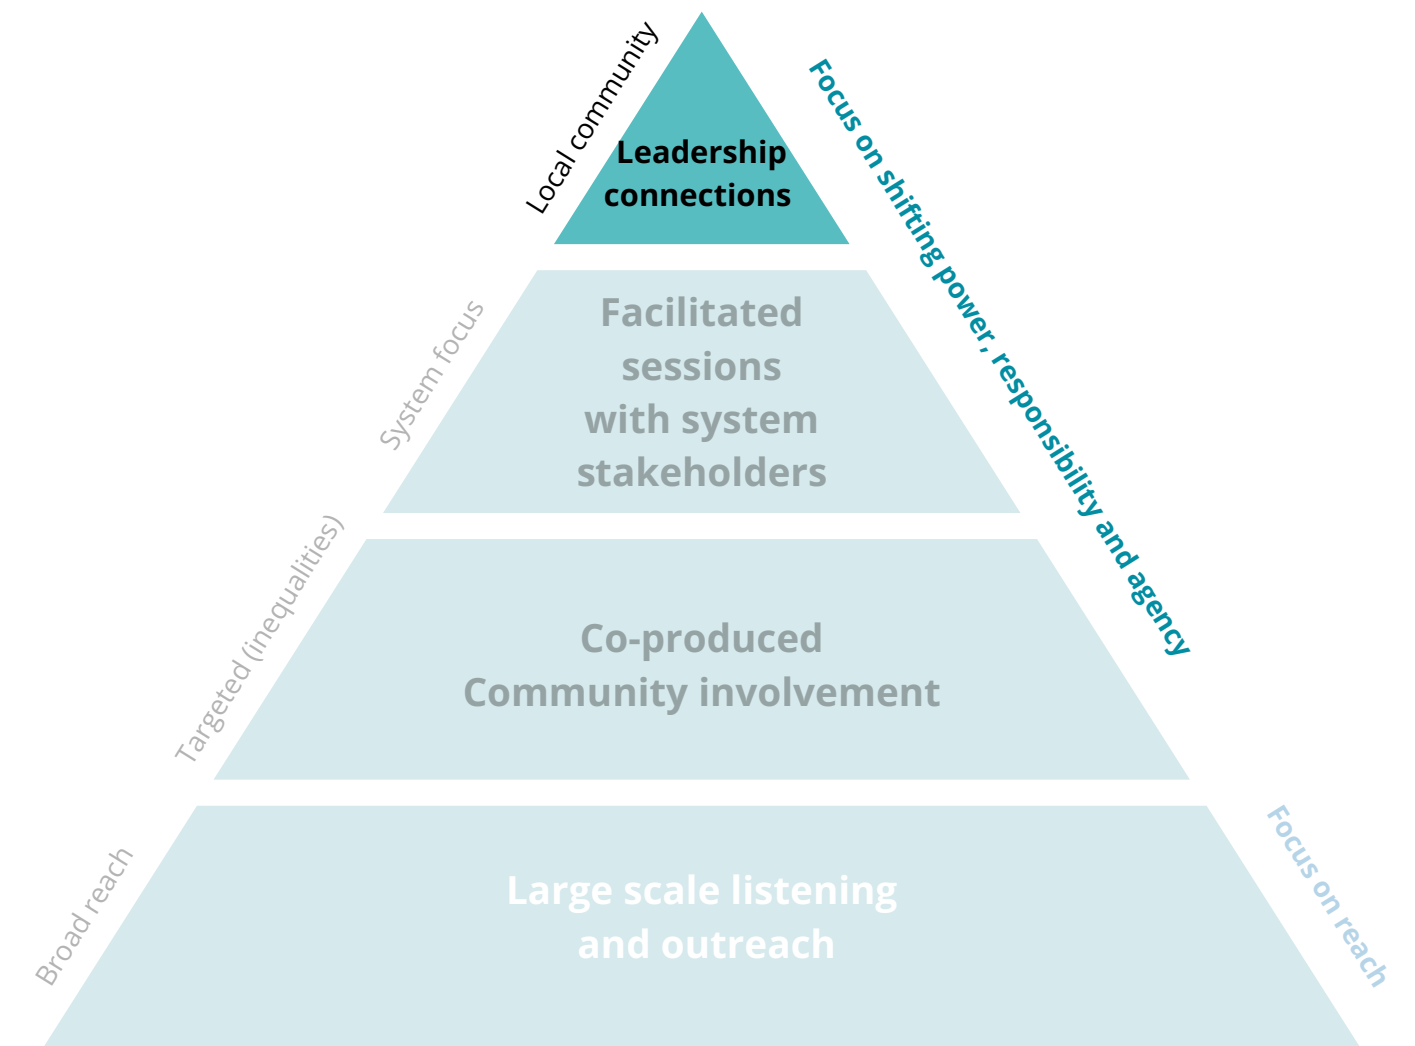 Local community
Leadership
connections
Focus on shifting power, responsibility and agency
System focus
Facilitated
sessions
with system
stakeholders
Targeted (inequalities)
Co-produced
Community involvement
Broad reach
Large scale listening
and outreach
Focus on reach